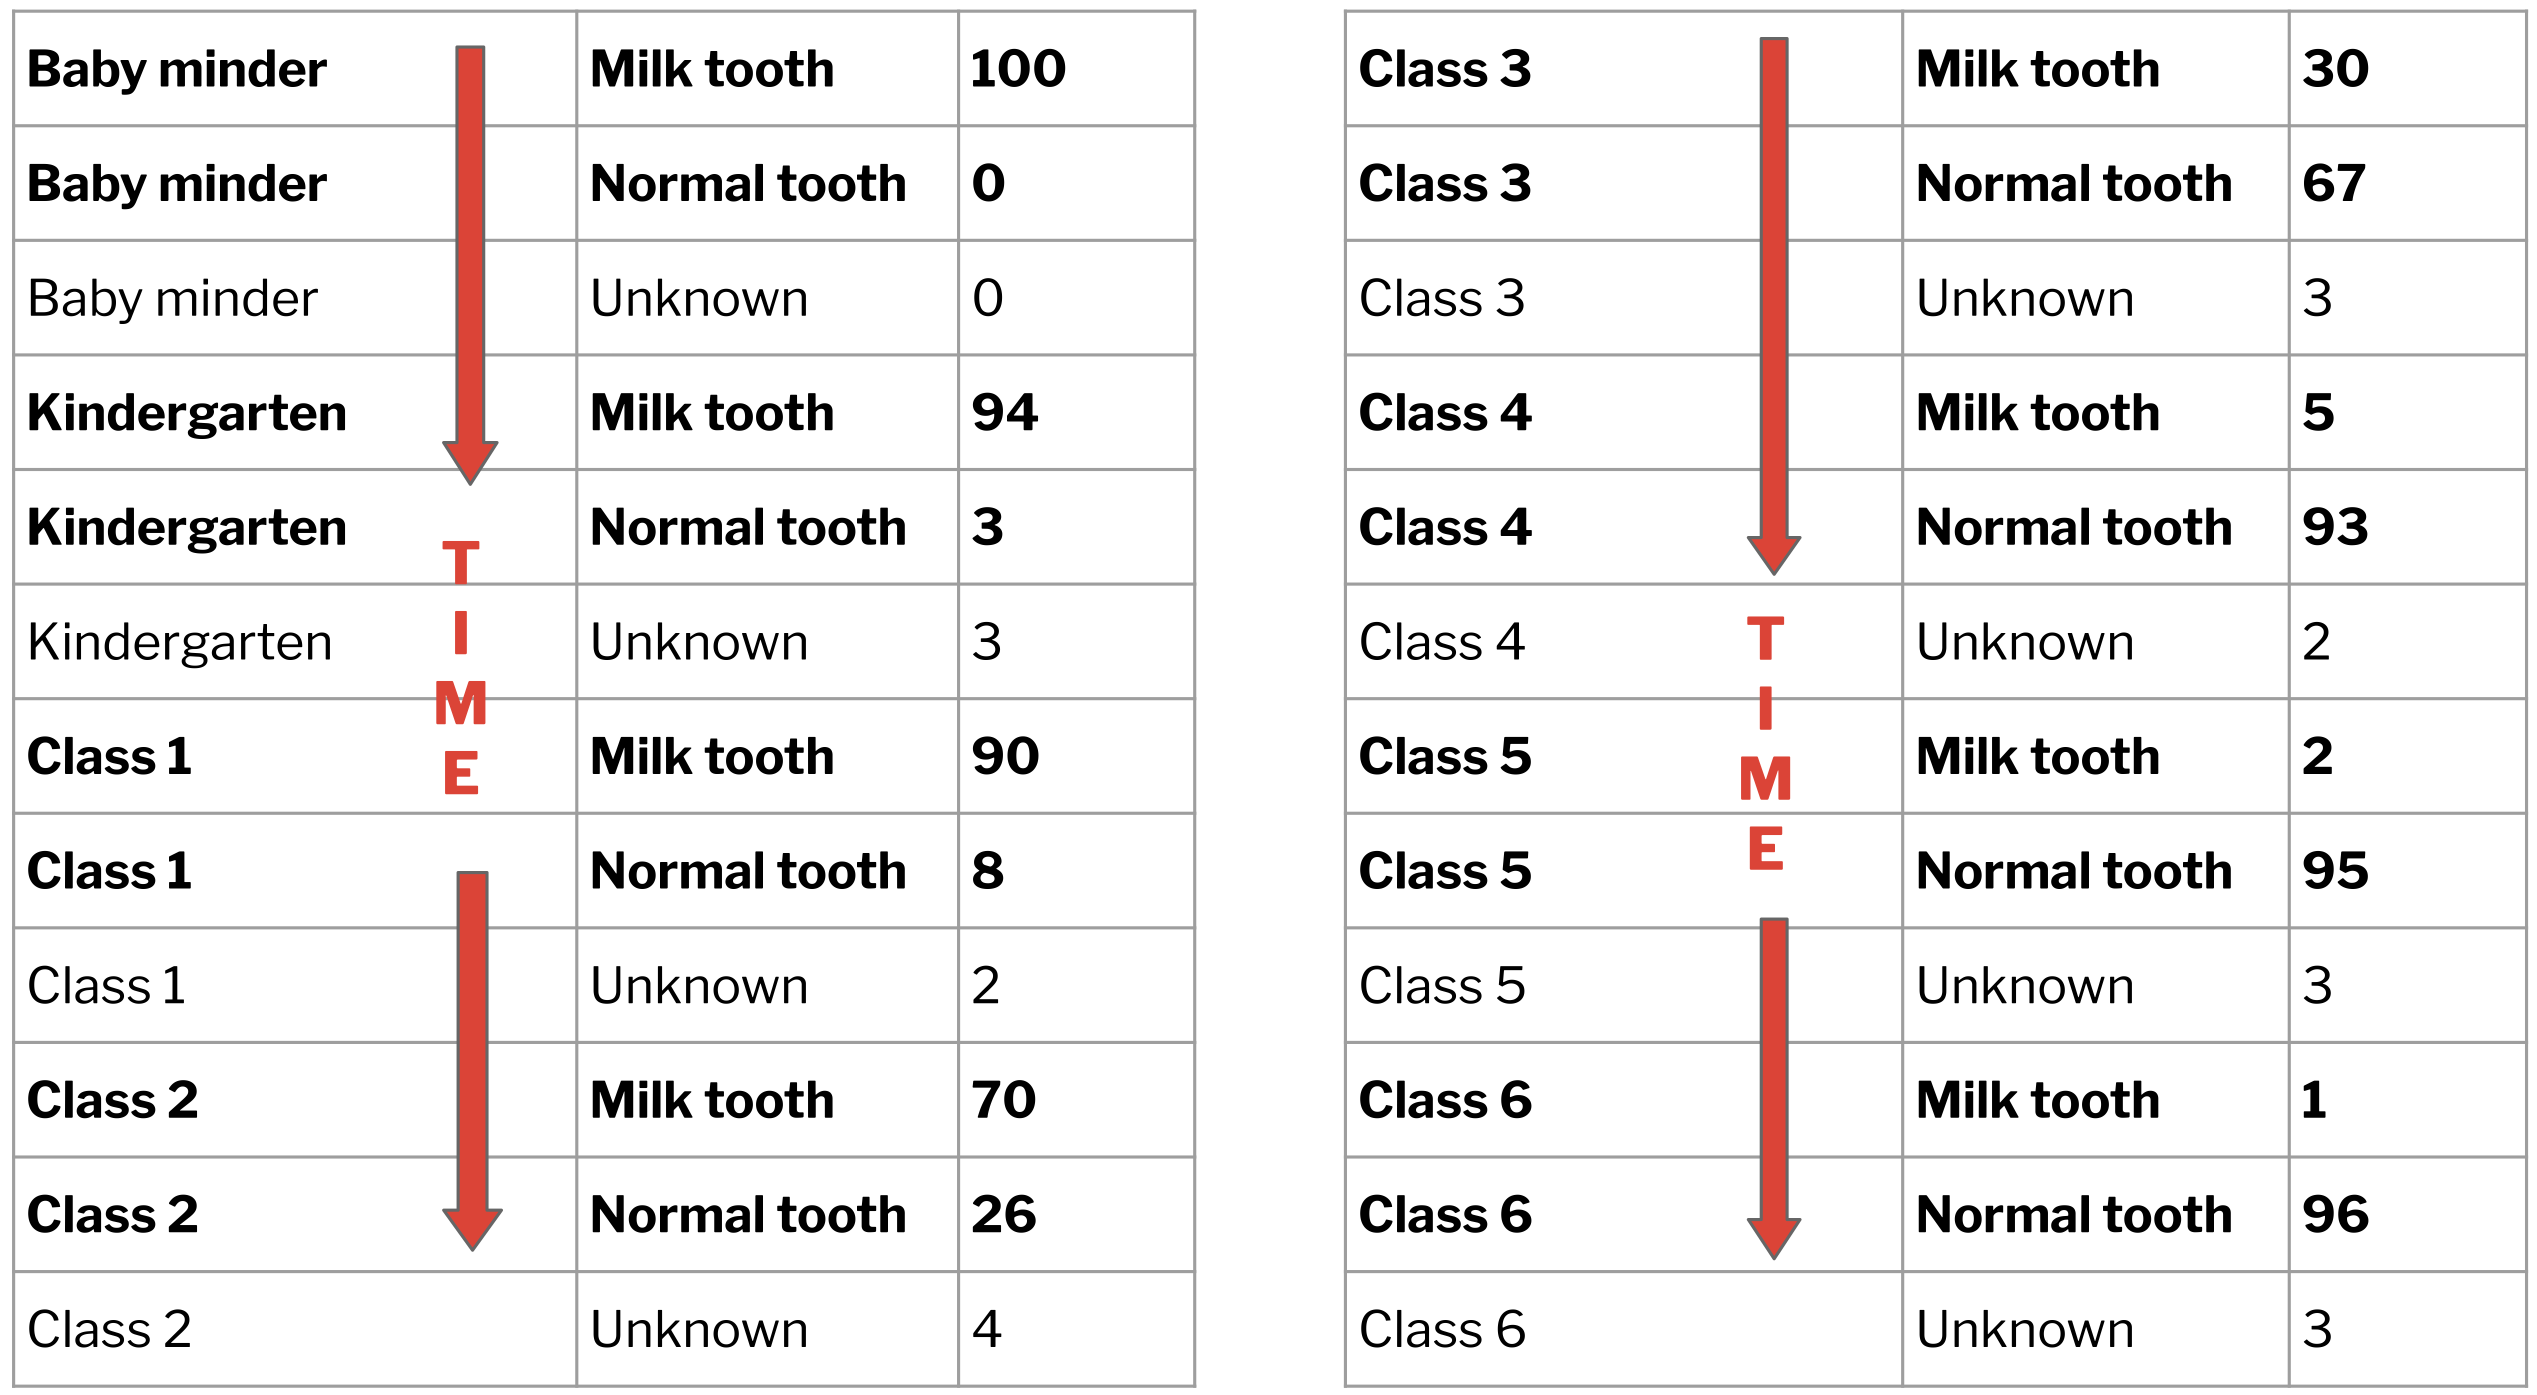 Baby minder Milk tooth 100
Baby minder Normal tooth 0
Baby minder Unknown 0
Kindergarten Milk tooth 94
Kindergarten Normal tooth 3
Kindergarten Unknown 3
Class 1 Milk tooth 90
Class 1 Normal tooth 8
Class 1 Unknown 2
Class 2 Milk tooth 70
Class 2 Normal tooth 26
Class 2 Unknown 4
T
I
M
E
Class 3 Milk tooth 30
Class 3 Normal tooth 67
Class 3 Unknown 3
Class 4 Milk tooth 5
Class 4 Normal tooth 93
Class 4 Unknown 2
Class 5 Milk tooth 2
Class 5 Normal tooth 95
Class 5 Unknown 3
Class 6 Milk tooth 1
Class 6 Normal tooth 96
Class 6 Unknown 3
T
I
M
E